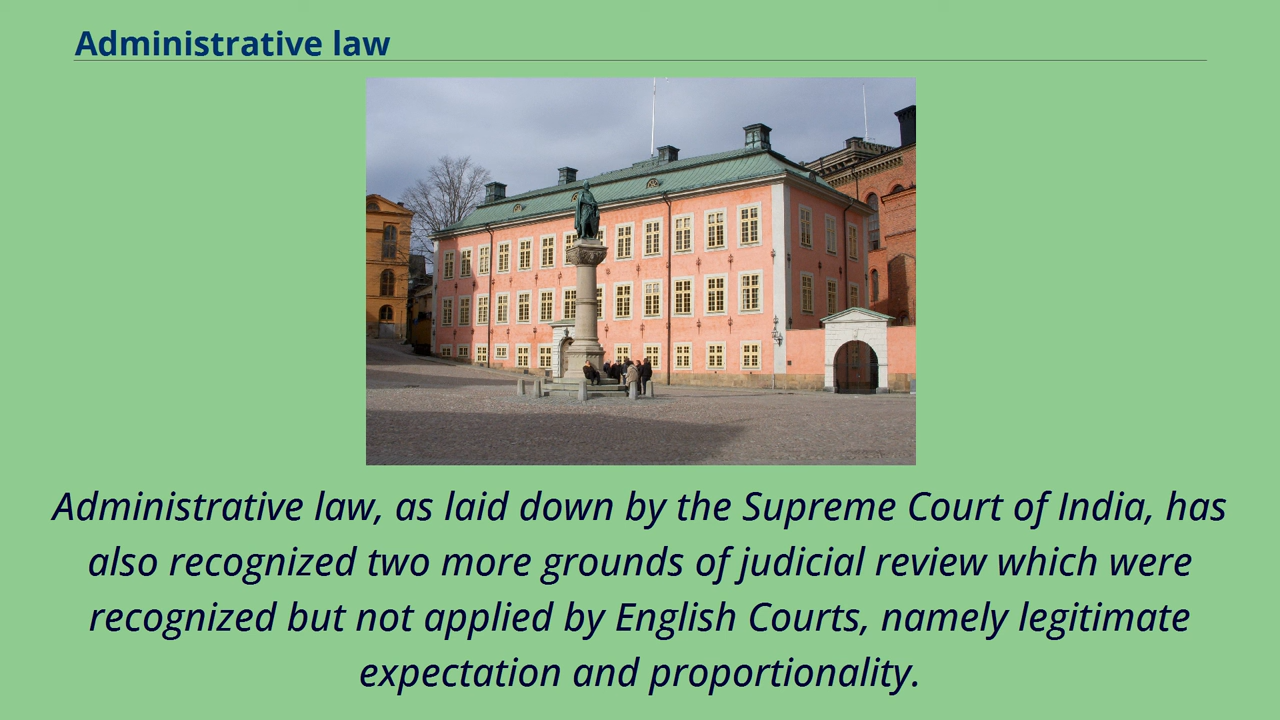 Administrative law
Administrative law, as laid down by the Supreme Court of India, has
also recognized two more grounds of judicial review which were
recognized but not applied by English Courts, namely legitimate
expectation and proportionality.